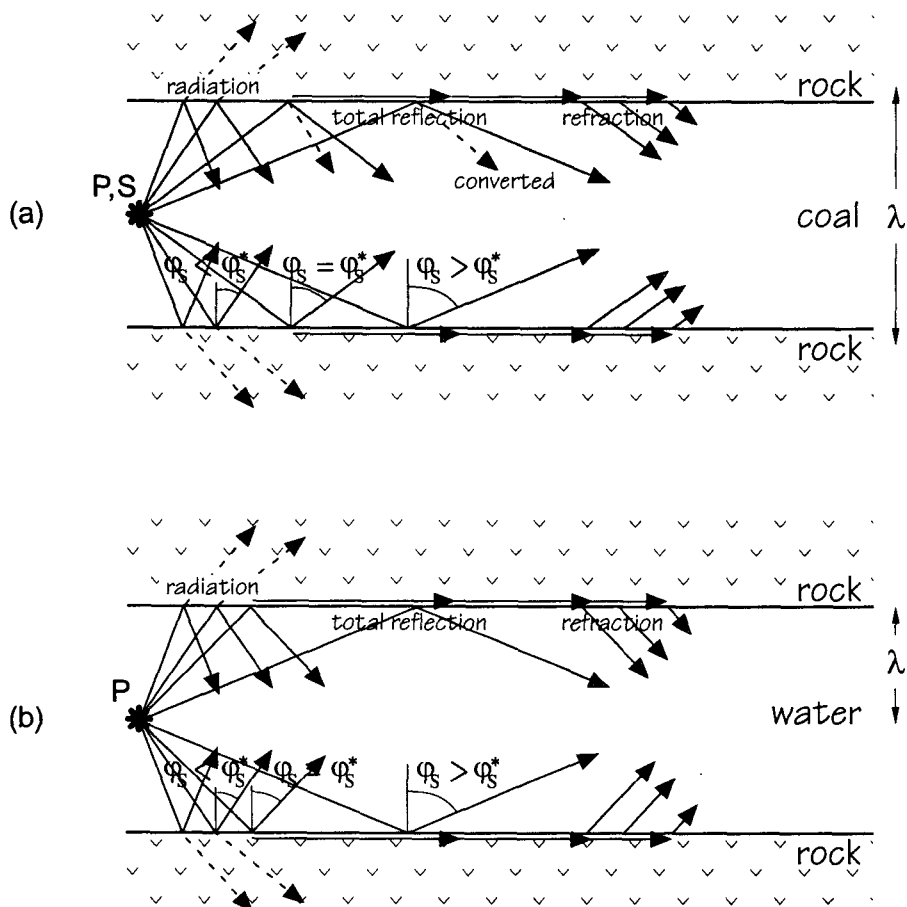 radiation
rock
total reflection
refraction
converted
P,S
(a)
coal
λ
φs < φs*
φs = φs*
φs > φs*
rock
radiation
rock
total reflection
refraction
P
λ
(b)
water
φs < φs*
φs = φs*
φs > φs*
rock